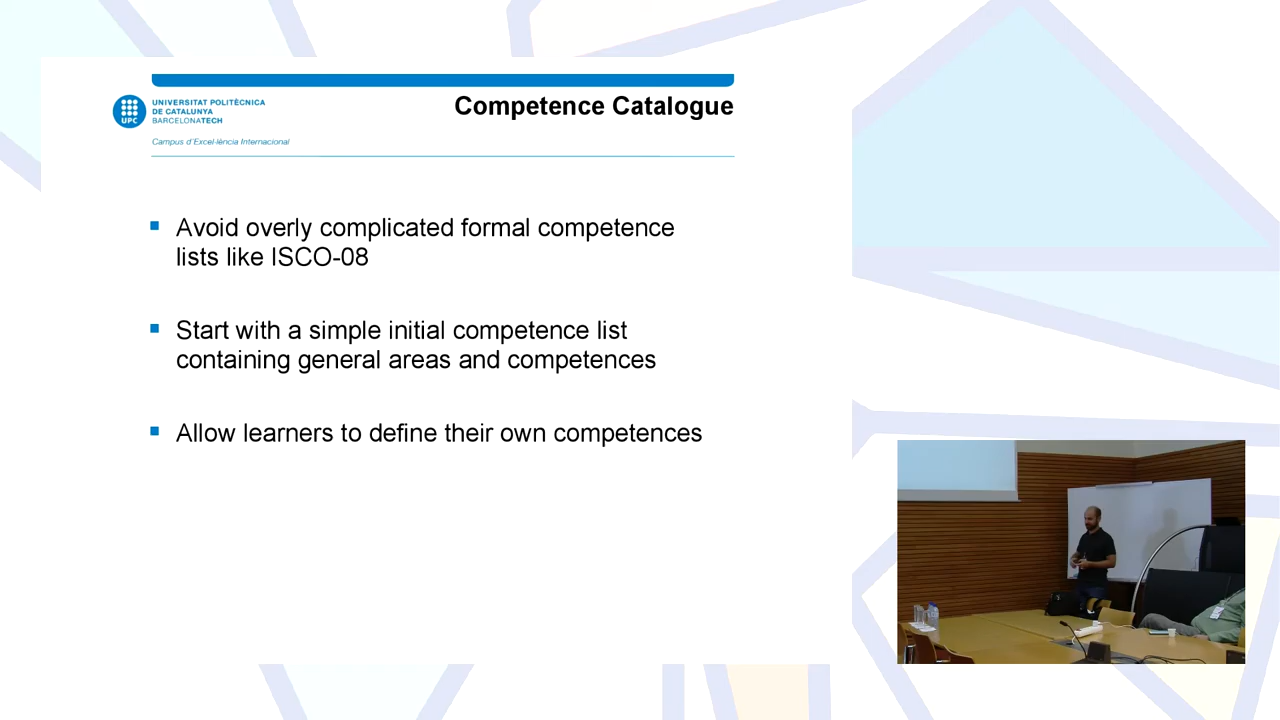 UNIVERSITAT POLITÈCNICA
DE CATALUNYA
BARCELONATECH
UPC
Campus d'Excel·lència Internacional
Competence Catalogue
Avoid overly complicated formal competence
lists like ISCO-08
Start with a simple initial competence list
containing general areas and competences
Allow learners to define their own competences